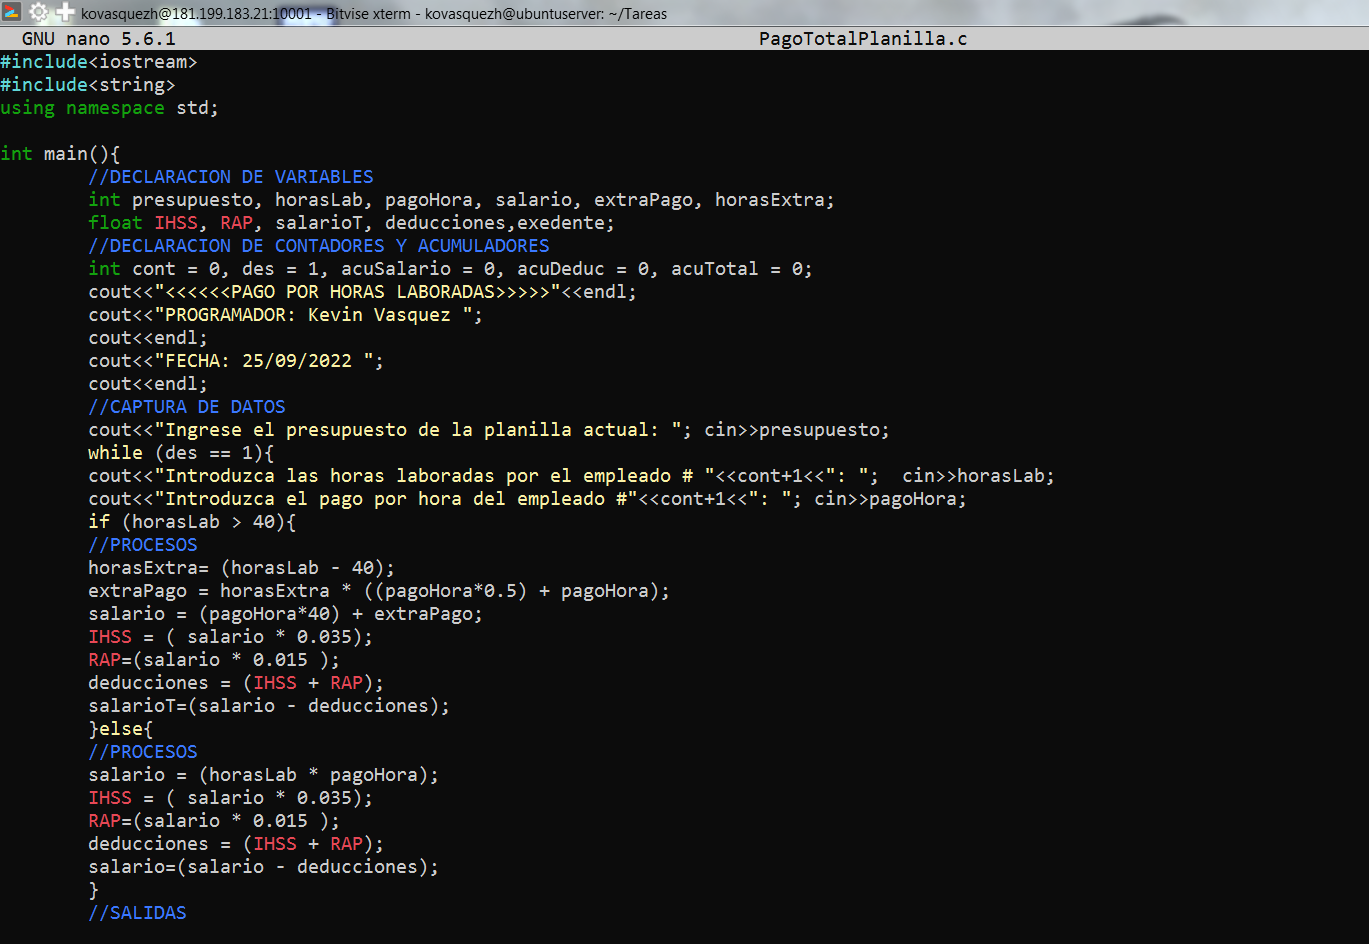 kovasquezh@181.199.183.21:10001 - Bitvise xterm - kovasquezh@ubuntuserver: ~/Tareas
GNU nano 5.6.1 PagoTotalPlanilla.c
#include<iostream>
#include<string>
using namespace std;
int main(){
//DECLARACION DE VARIABLES
int presupuesto, horasLab, pagoHora, salario, extraPago, horasExtra;
float IHSS, RAP, salarioT, deducciones,exedente;
//DECLARACION DE CONTADORES Y ACUMULADORES
int cont = 0, des = 1, acuSalario = 0, acuDeduc = 0, acuTotal = 0;
cout<<"<<<<<<PAGO POR HORAS LABORADAS>>>>>"<<endl;
cout<<"PROGRAMADOR: Kevin Vasquez ";
cout<<endl;
cout<<"FECHA: 25/09/2022 ";
cout<<endl;
//CAPTURA DE DATOS
cout<<"Ingrese el presupuesto de la planilla actual: "; cin>>presupuesto;
while (des == 1){
cout<<"Introduzca las horas laboradas por el empleado # "<<cont+1<<": ";  cin>>horasLab;
cout<<"Introduzca el pago por hora del empleado #"<<cont+1<<": "; cin>>pagoHora;
if (horasLab > 40){
//PROCESOS
horasExtra= (horasLab - 40);
extraPago = horasExtra * ((pagoHora*0.5) + pagoHora);
salario = (pagoHora*40) + extraPago;
IHSS = ( salario * 0.035);
RAP=(salario * 0.015 );
deducciones = (IHSS + RAP);
salarioT=(salario - deducciones);
}else{
//PROCESOS
salario = (horasLab * pagoHora);
IHSS = ( salario * 0.035);
RAP=(salario * 0.015 );
deducciones = (IHSS + RAP);
salario=(salario - deducciones);
}
//SALIDAS